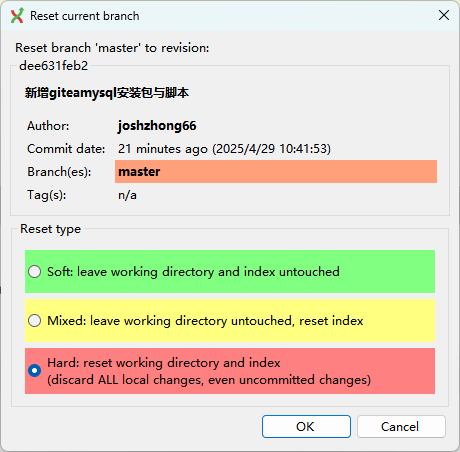 Reset current branch
Reset branch 'master' to revision:
dee631feb2
新增giteamysql安装包与脚本
Author: joshzhong66
Commit date: 21 minutes ago (2025/4/29 10:41:53)
Branch(es): master
Tag(s): n/a
Reset type
Soft: leave working directory and index untouched
Mixed: leave working directory untouched, reset index
Hard: reset working directory and index
(discard ALL local changes, even uncommitted changes)
OK Cancel